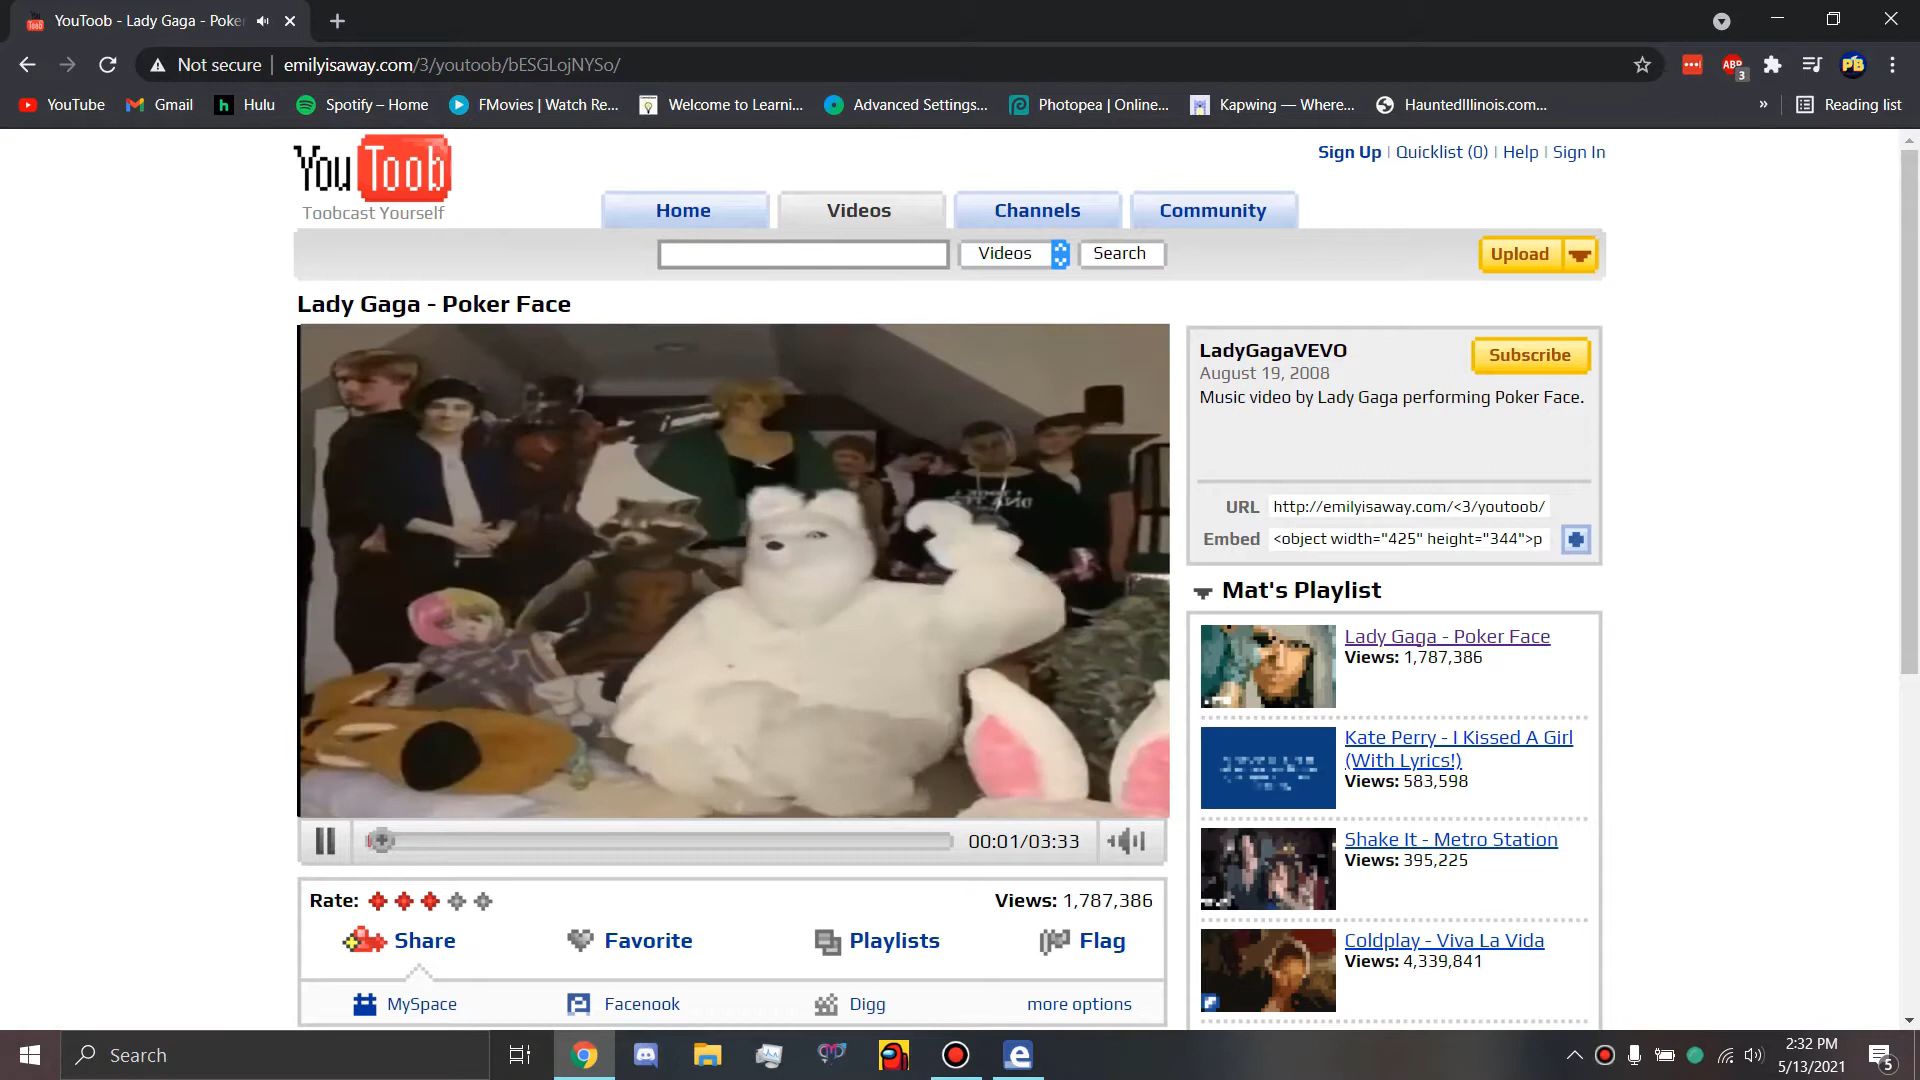 YouToob - Lady Gaga - Poke
Not secure
emilyisaway.com/3/youtoob/bESGLojNYSo/
ABP
3
PB
YouTube
Gmail
h
Hulu
Spotify – Home
FMovies | Watch Re...
Welcome to Learni...
Advanced Settings...
Photopea | Online...
Kapwing — Where...
HauntedIllinois.com...
»
Reading list
YouToob
Toobcast Yourself
Sign Up | Quicklist (0) | Help | Sign In
Home
Videos
Channels
Community
Videos
Search
Upload
Lady Gaga - Poker Face
LadyGagaVEVO
Subscribe
August 19, 2008
Music video by Lady Gaga performing Poker Face.
URL
http://emilyisaway.com/<3/youtoob/
Embed
<object width="425" height="344">p
Mat's Playlist
Lady Gaga - Poker Face
Views: 1,787,386
Kate Perry - I Kissed A Girl
(With Lyrics!)
Views: 583,598
Shake It - Metro Station
Views: 395,225
Coldplay - Viva La Vida
Views: 4,339,841
00:01/03:33
Rate:
Views: 1,787,386
Share
Favorite
Playlists
Flag
MySpace
Facenook
Digg
more options
Search
2:32 PM
5/13/2021
5